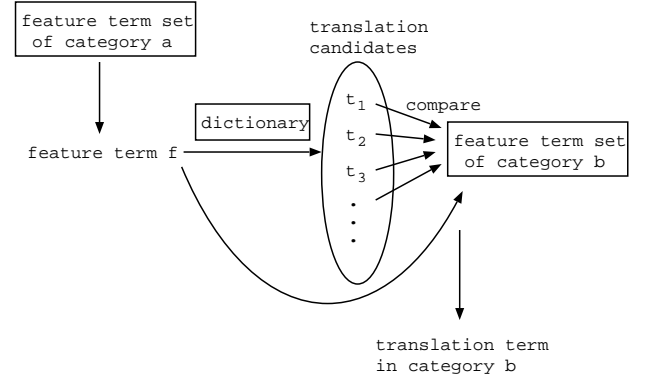 feature term set
of category a
translation
candidates
t1
compare
dictionary
t2
feature term set
of category b
feature term f
t3
translation term
in category b